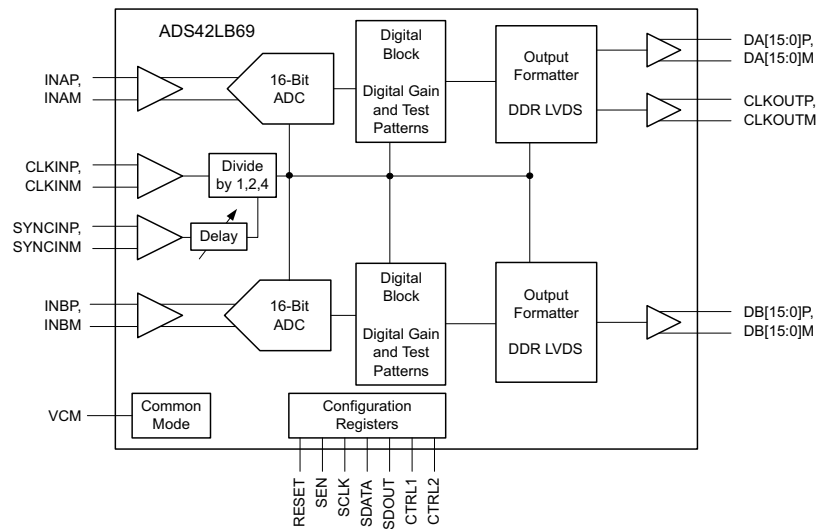 ADS42LB69
INAP,
INAM
16-Bit
ADC
Digital
Block
Digital Gain
and Test
Patterns
Output
Formatter
DDR LVDS
DA[15:0]P,
DA[15:0]M
CLKOUTP,
CLKOUTM
CLKINP,
CLKINM
Divide
by 1,2,4
SYNCINP,
SYNCINM
Delay
INBP,
INBM
16-Bit
ADC
Digital
Block
Digital Gain
and Test
Patterns
Output
Formatter
DDR LVDS
DB[15:0]P,
DB[15:0]M
VCM
Common
Mode
Configuration
Registers
RESET
SEN
SCLK
SDATA
SDOUT
CTRL1
CTRL2